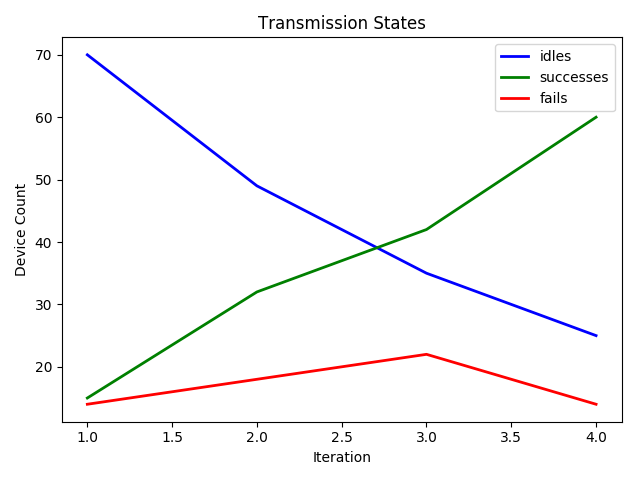 Transmission States
idles
successes
fails
Device Count
70
60
50
40
30
20
1.0 1.5 2.0 2.5 3.0 3.5 4.0
Iteration